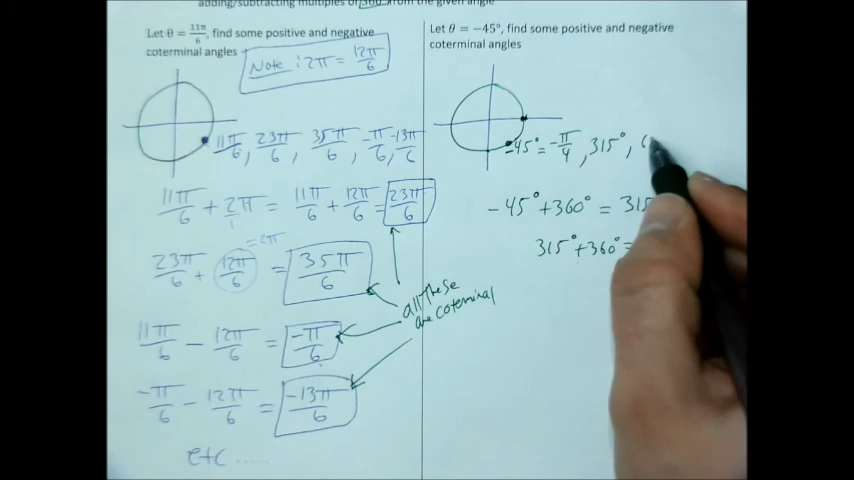 adding/subtracting multiples of 360° from the given angle
Let θ = 11π/6, find some positive and negative
coterminal angles
Note: 2π = 12π/6
11π/6, 23π/6, 35π/6, -π/6, -13π/6
11π/6 + 2π/1 = 11π/6 + 12π/6 = 23π/6
= 2π
23π/6 + 12π/6 = 35π/6
all these
are coterminal
11π/6 - 12π/6 = -π/6
-π/6 - 12π/6 = -13π/6
etc .....
Let θ = -45°, find some positive and negative
coterminal angles
-45° = -π/4, 315°, 6
-45° + 360° = 315
315° + 360° =